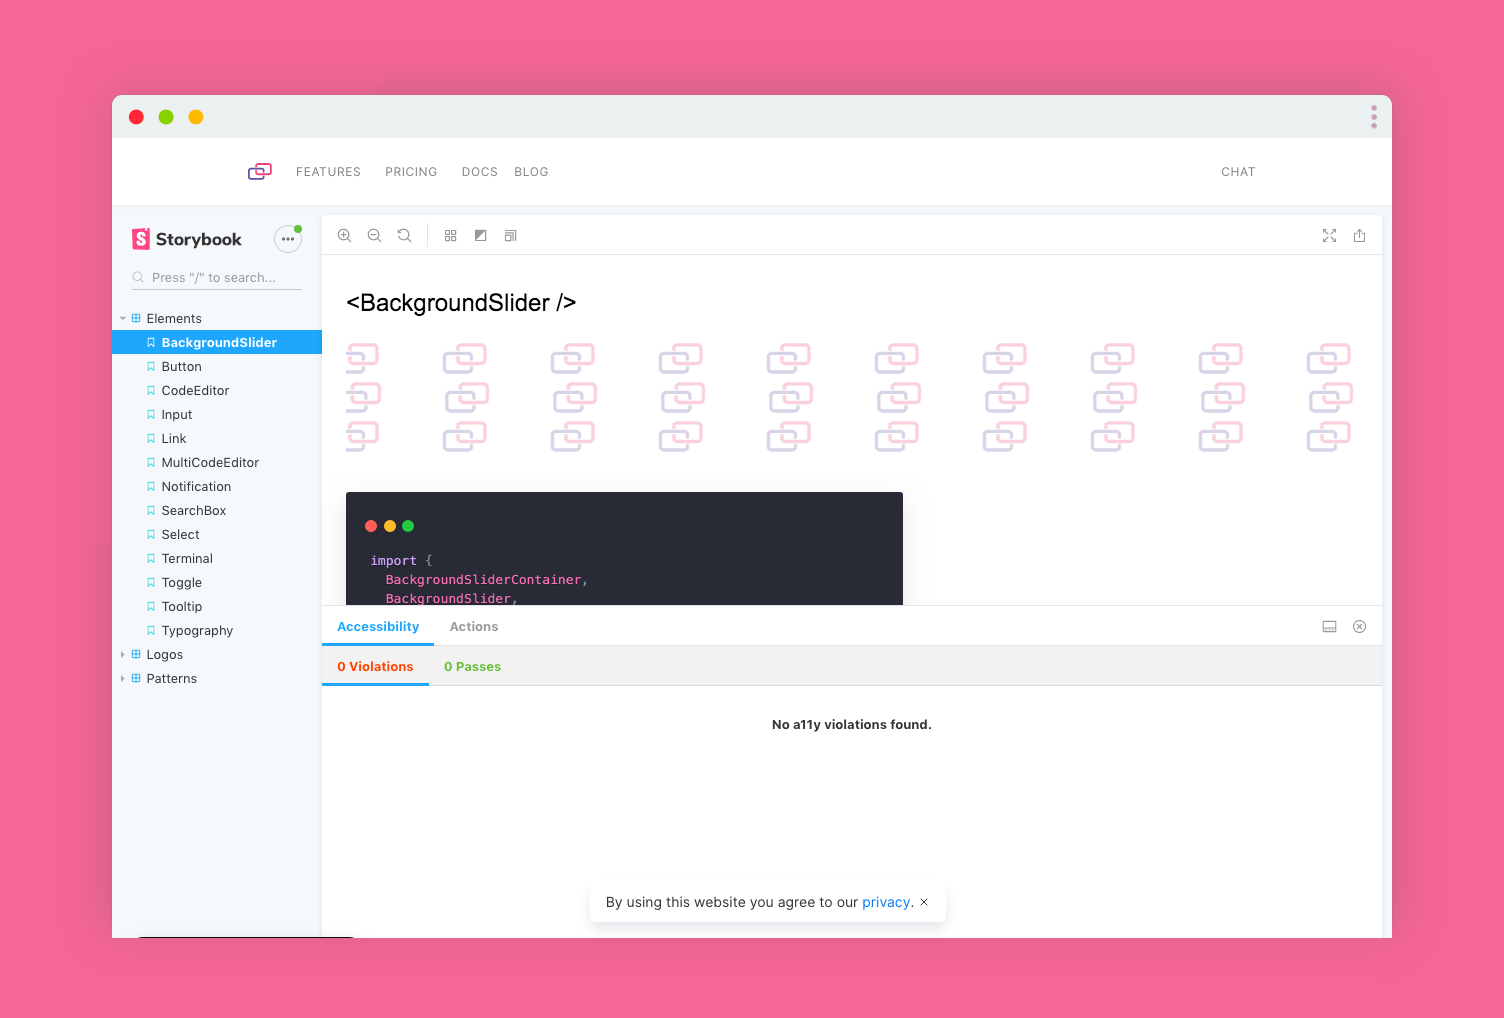 FEATURES PRICING DOCS BLOG CHAT
Storybook
Press "/" to search...
Elements
BackgroundSlider
Button
CodeEditor
Input
Link
MultiCodeEditor
Notification
SearchBox
Select
Terminal
Toggle
Tooltip
Typography
Logos
Patterns
<BackgroundSlider />
import {
BackgroundSliderContainer,
BackgroundSlider,
Accessibility Actions
0 Violations 0 Passes
No a11y violations found.
By using this website you agree to our privacy. ×